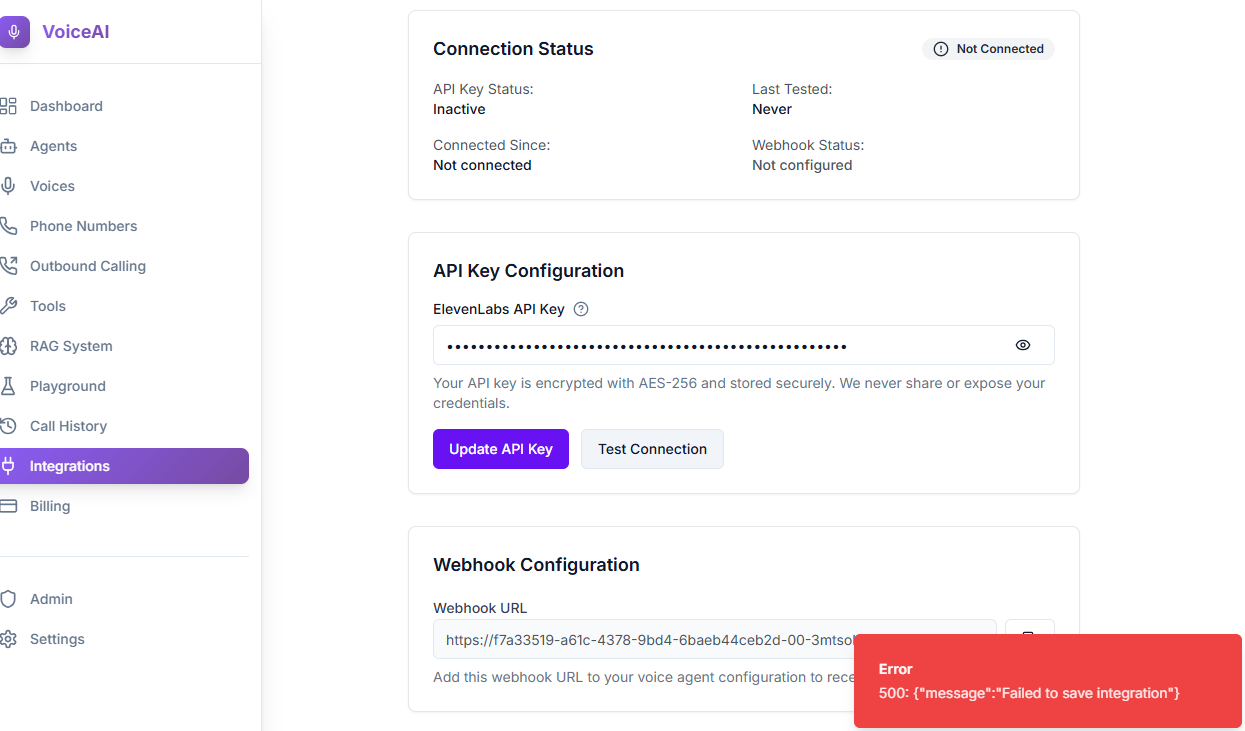 VoiceAI
Dashboard
Agents
Voices
Phone Numbers
Outbound Calling
Tools
RAG System
Playground
Call History
Integrations
Billing
Admin
Settings
Connection Status
Not Connected
API Key Status:
Inactive
Last Tested:
Never
Connected Since:
Not connected
Webhook Status:
Not configured
API Key Configuration
ElevenLabs API Key
••••••••••••••••••••••••••••••••••••••••••••••••••••
Your API key is encrypted with AES-256 and stored securely. We never share or expose your
credentials.
Update API Key
Test Connection
Webhook Configuration
Webhook URL
https://f7a33519-a61c-4378-9bd4-6baeb44ceb2d-00-3mtsol
Add this webhook URL to your voice agent configuration to rece
Error
500: {"message":"Failed to save integration"}